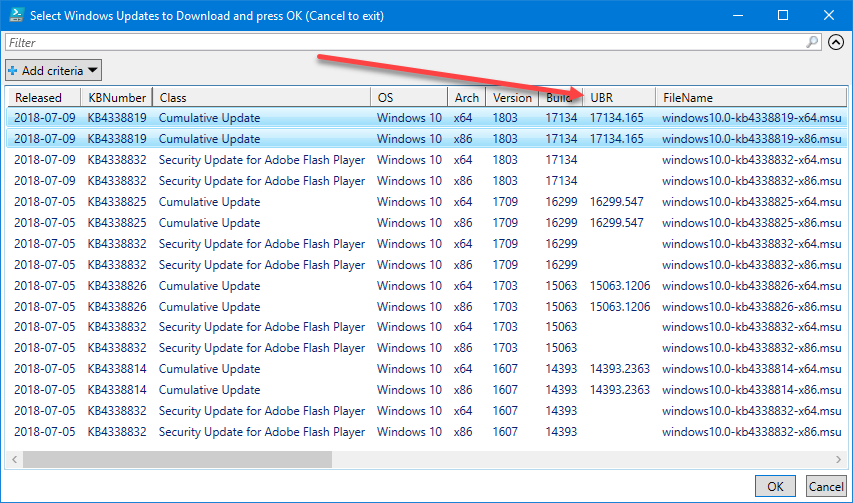 Select Windows Updates to Download and press OK (Cancel to exit)
Filter
Add criteria
Released KBNumber Class OS Arch Version Build UBR FileName
2018-07-09 KB4338819 Cumulative Update Windows 10 x64 1803 17134 17134.165 windows10.0-kb4338819-x64.msu
2018-07-09 KB4338819 Cumulative Update Windows 10 x86 1803 17134 17134.165 windows10.0-kb4338819-x86.msu
2018-07-09 KB4338832 Security Update for Adobe Flash Player Windows 10 x64 1803 17134 windows10.0-kb4338832-x64.msu
2018-07-09 KB4338832 Security Update for Adobe Flash Player Windows 10 x86 1803 17134 windows10.0-kb4338832-x86.msu
2018-07-05 KB4338825 Cumulative Update Windows 10 x64 1709 16299 16299.547 windows10.0-kb4338825-x64.msu
2018-07-05 KB4338825 Cumulative Update Windows 10 x86 1709 16299 16299.547 windows10.0-kb4338825-x86.msu
2018-07-05 KB4338832 Security Update for Adobe Flash Player Windows 10 x64 1709 16299 windows10.0-kb4338832-x64.msu
2018-07-05 KB4338832 Security Update for Adobe Flash Player Windows 10 x86 1709 16299 windows10.0-kb4338832-x86.msu
2018-07-05 KB4338826 Cumulative Update Windows 10 x64 1703 15063 15063.1206 windows10.0-kb4338826-x64.msu
2018-07-05 KB4338826 Cumulative Update Windows 10 x86 1703 15063 15063.1206 windows10.0-kb4338826-x86.msu
2018-07-05 KB4338832 Security Update for Adobe Flash Player Windows 10 x64 1703 15063 windows10.0-kb4338832-x64.msu
2018-07-05 KB4338832 Security Update for Adobe Flash Player Windows 10 x86 1703 15063 windows10.0-kb4338832-x86.msu
2018-07-05 KB4338814 Cumulative Update Windows 10 x64 1607 14393 14393.2363 windows10.0-kb4338814-x64.msu
2018-07-05 KB4338814 Cumulative Update Windows 10 x86 1607 14393 14393.2363 windows10.0-kb4338814-x86.msu
2018-07-05 KB4338832 Security Update for Adobe Flash Player Windows 10 x64 1607 14393 windows10.0-kb4338832-x64.msu
2018-07-05 KB4338832 Security Update for Adobe Flash Player Windows 10 x86 1607 14393 windows10.0-kb4338832-x86.msu
OK Cancel